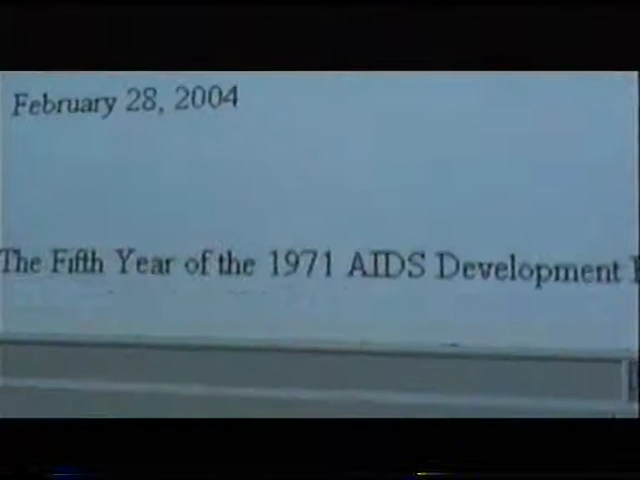 February 28, 2004
The Fifth Year of the 1971 AIDS Development